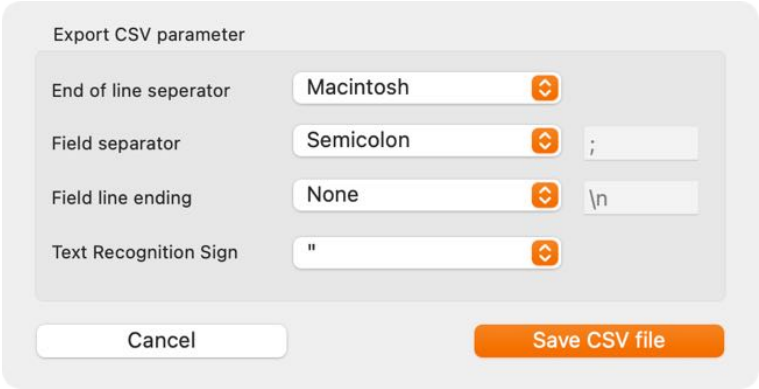 Export CSV parameter
End of line seperator Macintosh
Field separator Semicolon ;
Field line ending None \n
Text Recognition Sign "
Cancel Save CSV file